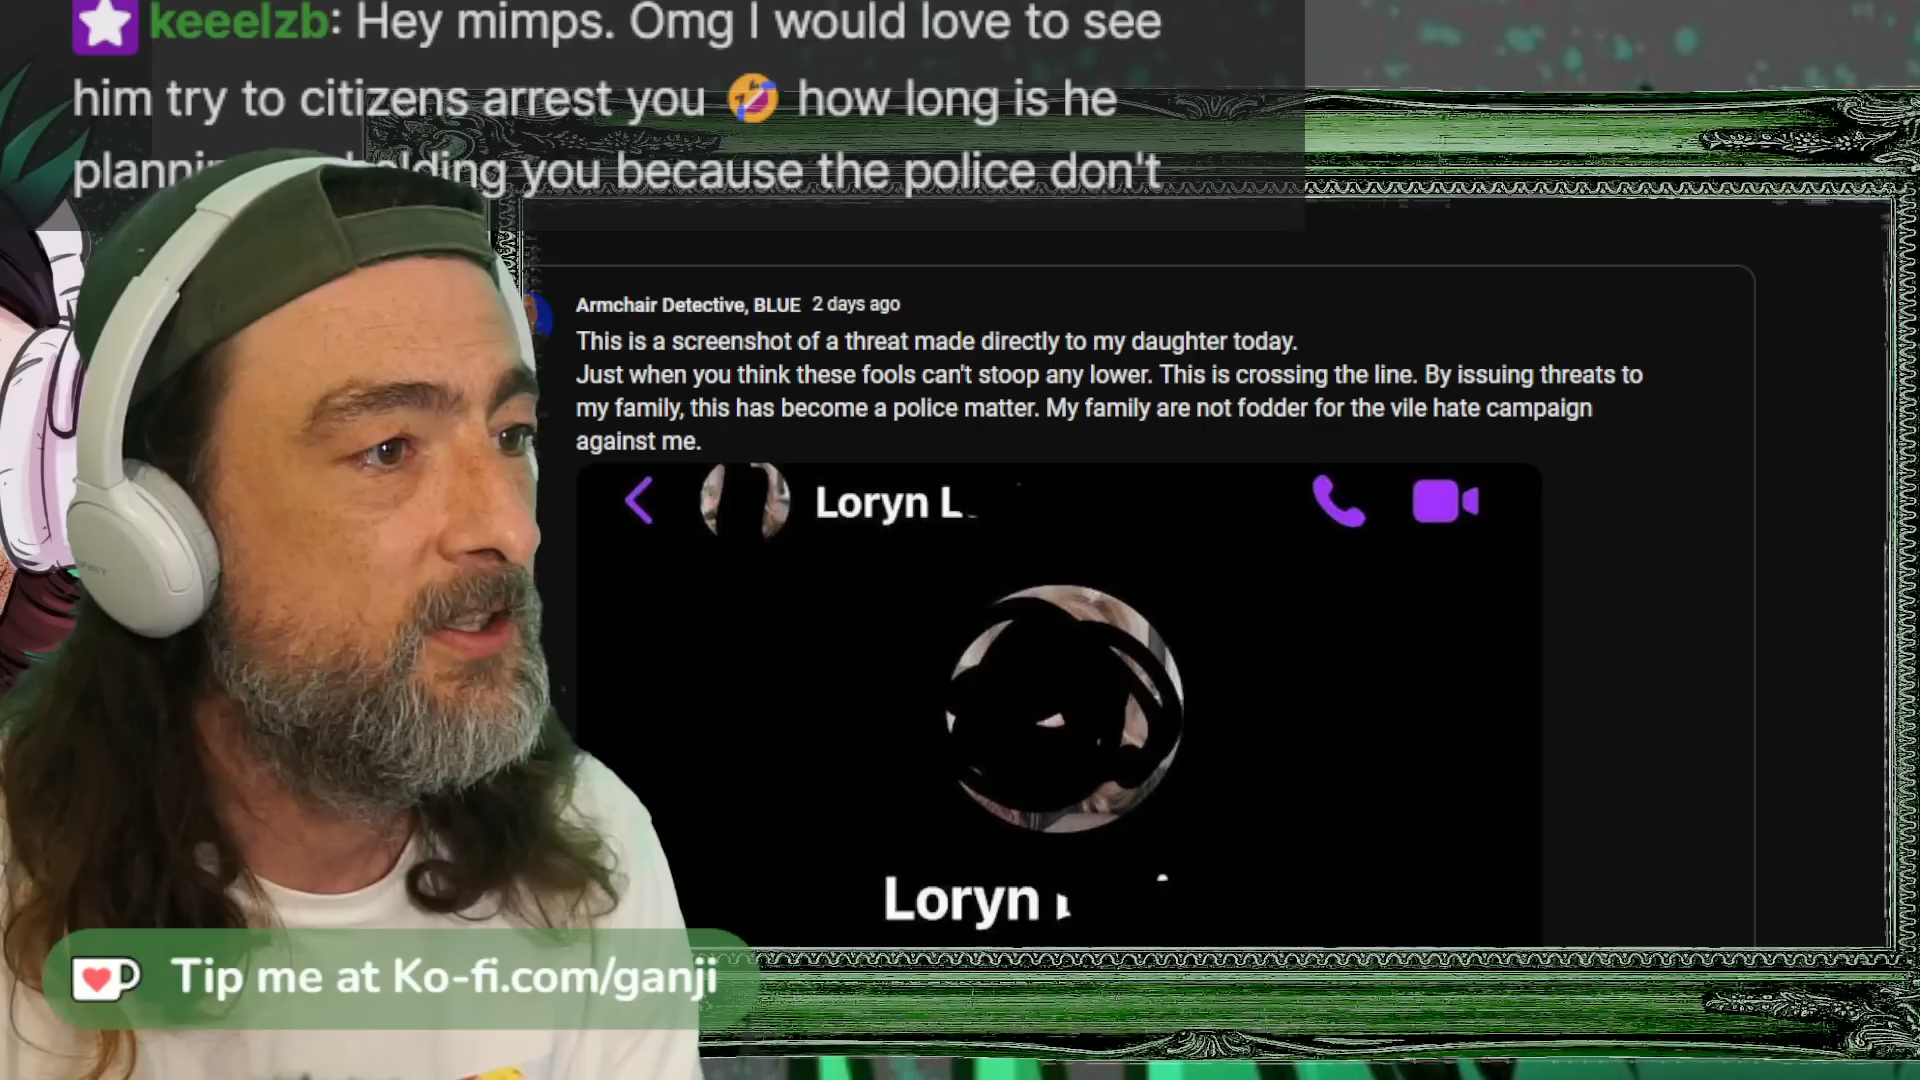 keeelzb: Hey mimps. Omg I would love to see
him try to citizens arrest you 🤣 how long is he
you because the police don't
Armchair Detective, BLUE 2 days ago
This is a screenshot of a threat made directly to my daughter today.
Just when you think these fools can't stoop any lower. This is crossing the line. By issuing threats to
my family, this has become a police matter. My family are not fodder for the vile hate campaign
against me.
Loryn L
Loryn
Tip me at Ko-fi.com/ganji